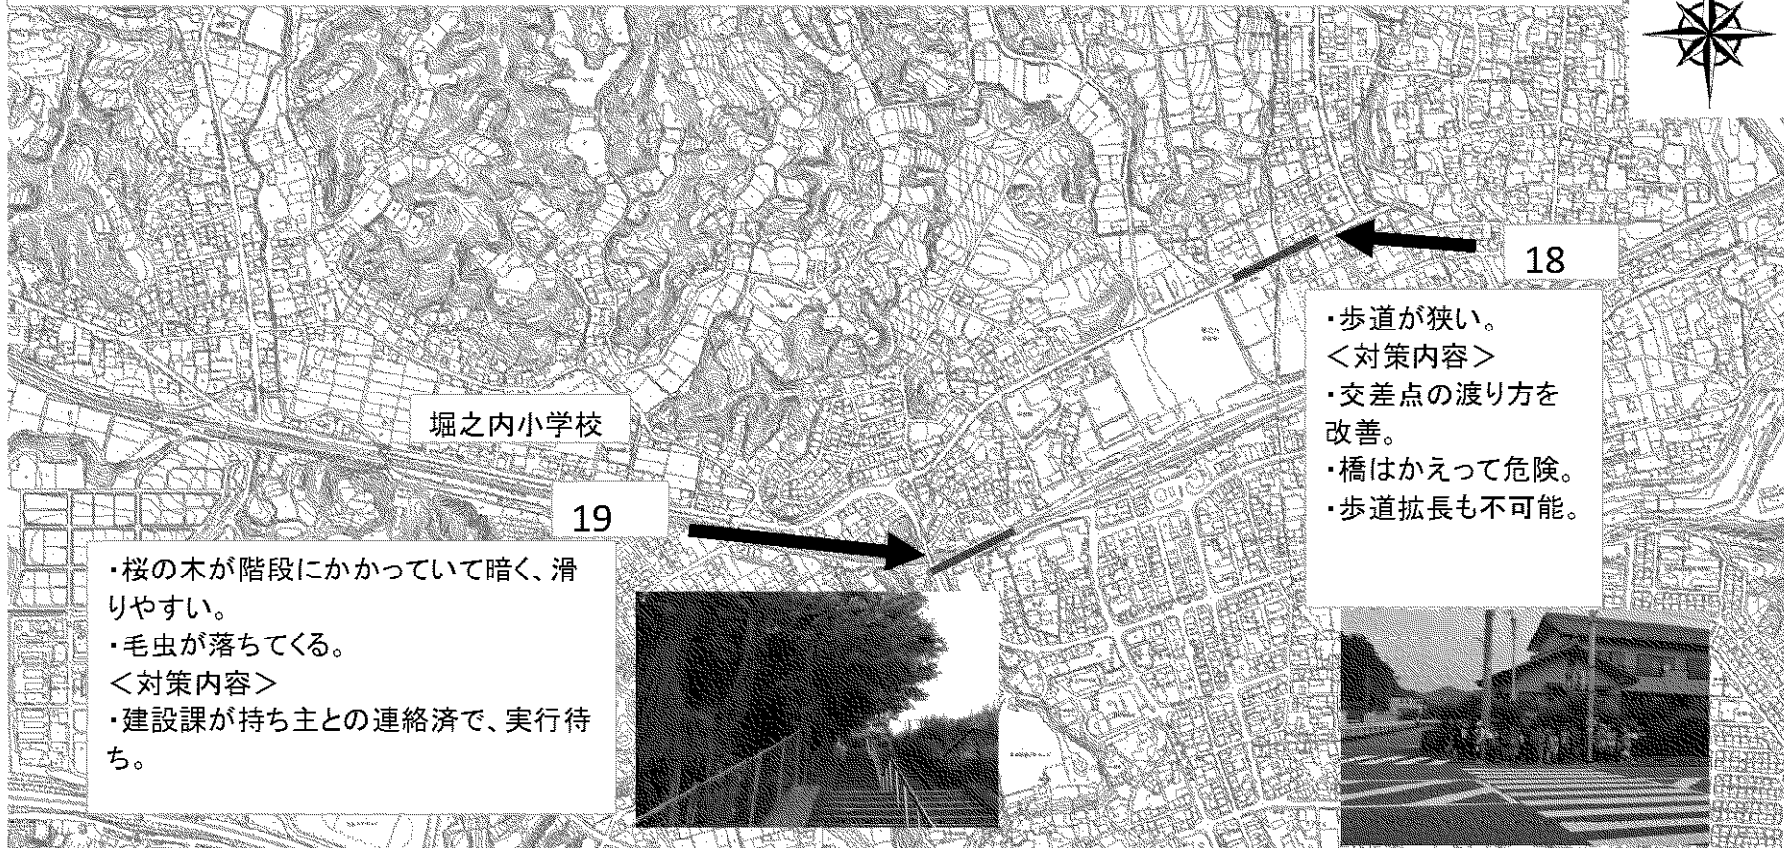 18
・歩道が狭い。
＜対策内容＞
・交差点の渡り方を
改善。
・橋はかえって危険。
・歩道拡長も不可能。
堀之内小学校
19
・桜の木が階段にかかっていて暗く、滑
りやすい。
・毛虫が落ちてくる。
＜対策内容＞
・建設課が持ち主との連絡済で、実行待
ち。